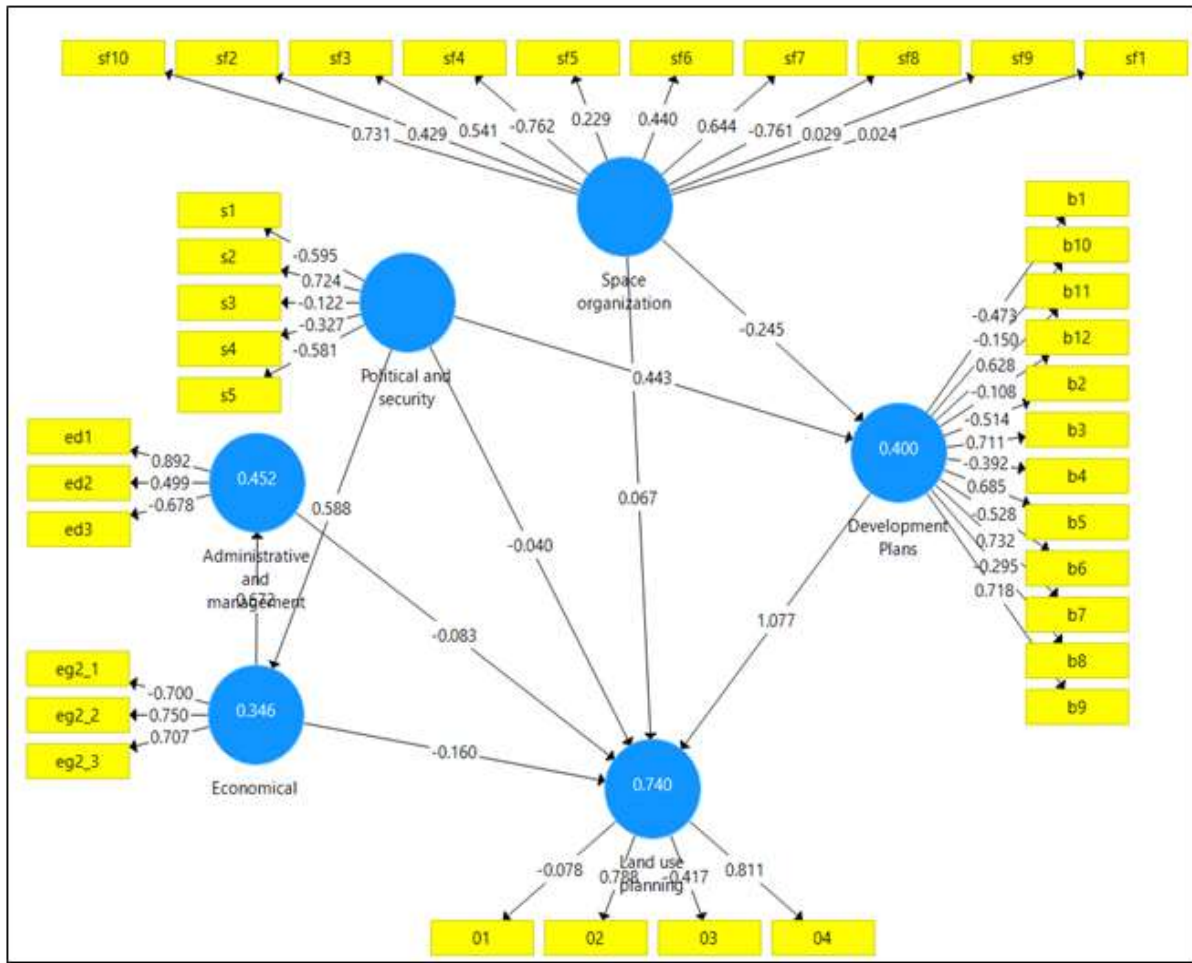 sf10 sf2 sf3 sf4 sf5 sf6 sf7 sf8 sf9 sf1
0.731 0.429 0.541 -0.762 0.229 0.440 0.644 -0.761 0.029 0.024
s1
s2
s3
s4
s5
-0.595
0.724
-0.122
-0.327
-0.581
Political and
security
Space
organization
-0.245
0.443
0.588
-0.040
0.067
b1
b10
b11
b12
b2
b3
b4
b5
b6
b7
b8
b9
-0.473
-0.150
0.628
-0.108
-0.514
0.711
-0.392
0.685
-0.528
0.732
-0.295
0.718
0.400
Development
Plans
ed1
ed2
ed3
0.892
0.499
-0.678
0.452
Administrative
and
management
0.672
-0.083
1.077
eg2_1
eg2_2
eg2_3
-0.700
0.750
0.707
0.346
Economical
-0.160
0.740
Land use
planning
-0.078 0.788 -0.417 0.811
01 02 03 04